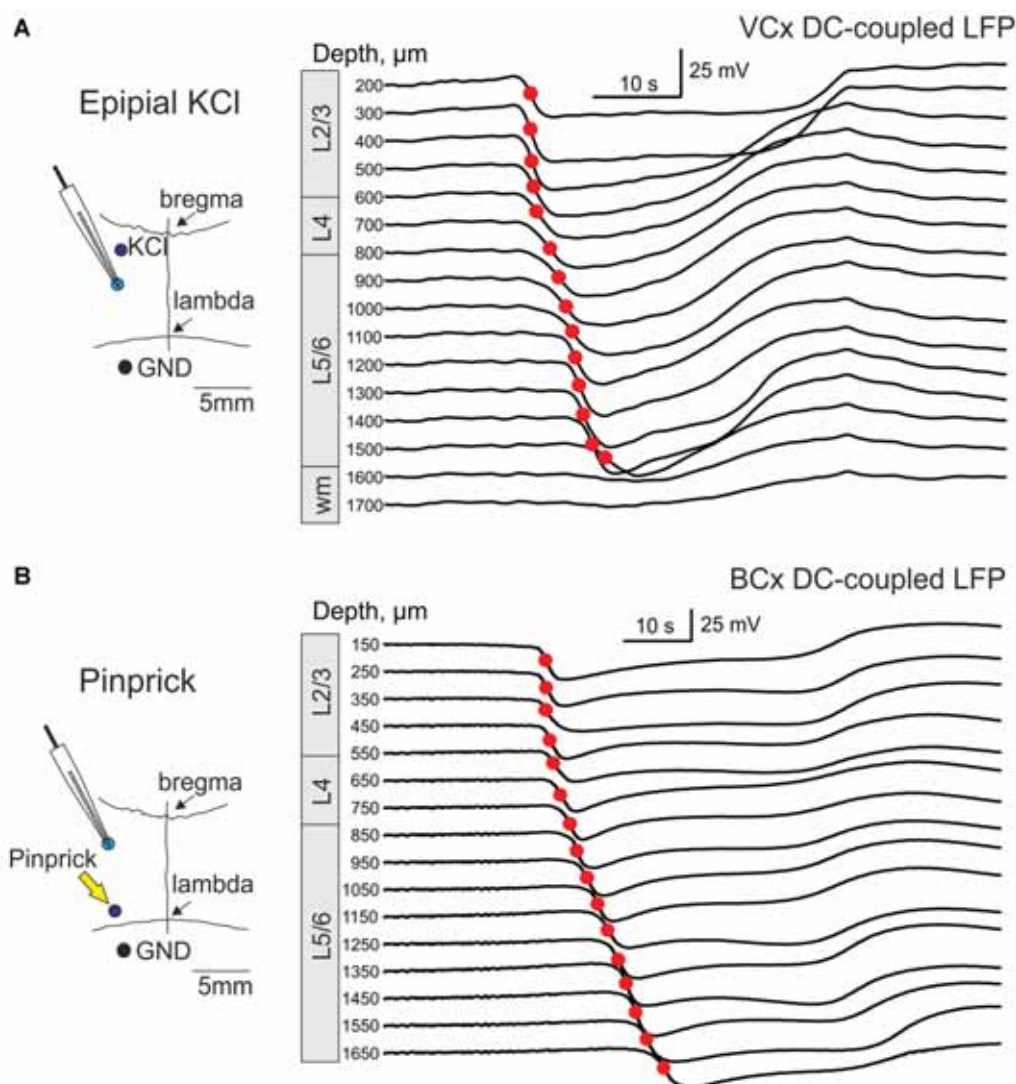 A
VCx DC-coupled LFP
Depth, µm
10 s
25 mV
Epipial KCl
bregma
KCl
lambda
GND
5mm
L2/3
L4
L5/6
wm
200
300
400
500
600
700
800
900
1000
1100
1200
1300
1400
1500
1600
1700
B
BCx DC-coupled LFP
Depth, µm
10 s
25 mV
Pinprick
bregma
Pinprick
lambda
GND
5mm
L2/3
L4
L5/6
150
250
350
450
550
650
750
850
950
1050
1150
1250
1350
1450
1550
1650